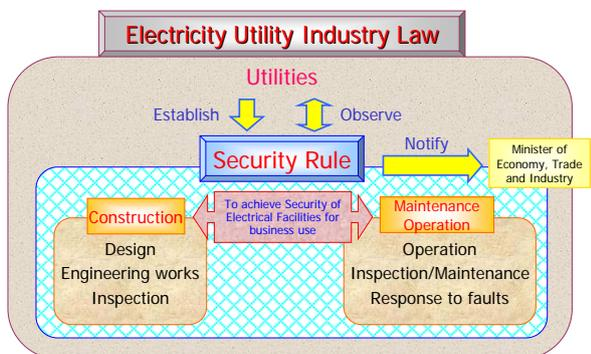 Electricity Utility Industry Law
Utilities
Establish
Observe
Security Rule
Notify
Minister of
Economy, Trade
and Industry
Construction
To achieve Security of
Electrical Facilities for
business use
Maintenance
Operation
Design
Engineering works
Inspection
Operation
Inspection/Maintenance
Response to faults